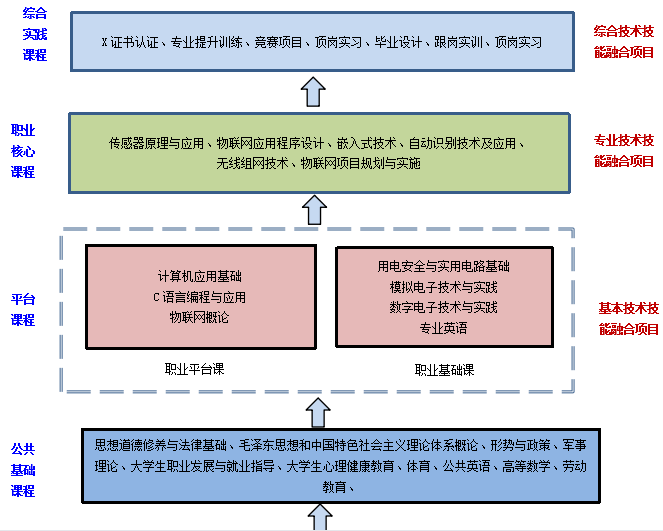 综合
实践
课程
X 证书认证、专业提升训练、竞赛项目、顶岗实习、毕业设计、跟岗实训、顶岗实习
综合技术技
能融合项目
职业
核心
课程
传感器原理与应用、物联网应用程序设计、嵌入式技术、自动识别技术及应用、
无线组网技术、物联网项目规划与实施
专业技术技
能融合项目
平台
课程
计算机应用基础
C 语言编程与应用
物联网概论
职业平台课
用电安全与实用电路基础
模拟电子技术与实践
数字电子技术与实践
专业英语
职业基础课
基本技术技
能融合项目
公共
基础
课程
思想道德修养与法律基础、毛泽东思想和中国特色社会主义理论体系概论、形势与政策、军事
理论、大学生职业发展与就业指导、大学生心理健康教育、体育、公共英语、高等数学、劳动
教育、